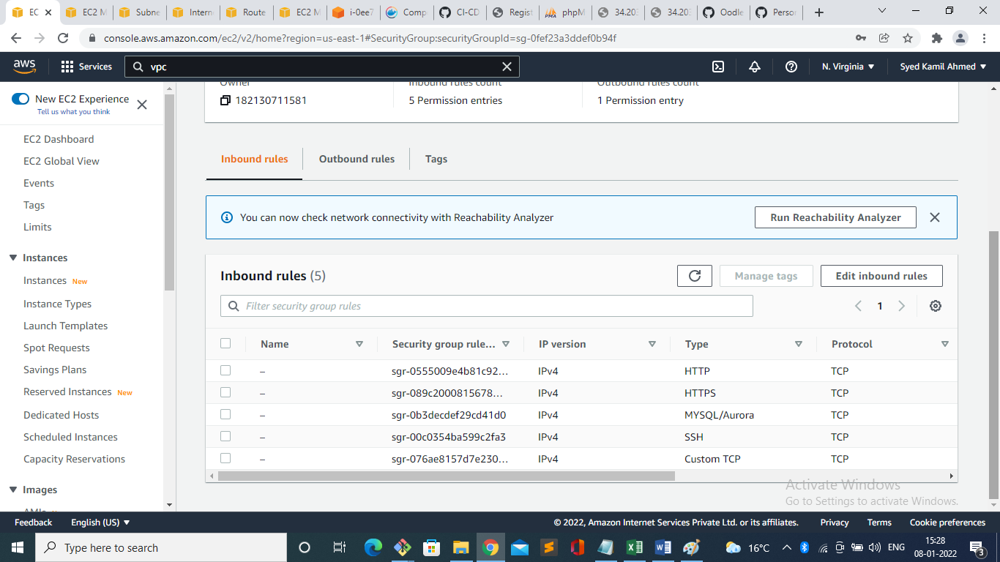 EC EC2 M Subne Intern Route EC2 M i-0ee7 Comp CI-CD Regist phpM 34.203 34.203 Oodle Person
console.aws.amazon.com/ec2/v2/home?region=us-east-1#SecurityGroup:securityGroupId=sg-0fef23a3ddef0b94f
aws Services vpc N. Virginia Syed Kamil Ahmed
New EC2 Experience
Tell us what you think
EC2 Dashboard
EC2 Global View
Events
Tags
Limits
Instances
Instances New
Instance Types
Launch Templates
Spot Requests
Savings Plans
Reserved Instances New
Dedicated Hosts
Scheduled Instances
Capacity Reservations
Images
AMIs
Owner Inbound rules count Outbound rules count
182130711581 5 Permission entries 1 Permission entry
Inbound rules Outbound rules Tags
You can now check network connectivity with Reachability Analyzer Run Reachability Analyzer
Inbound rules (5) Manage tags Edit inbound rules
Filter security group rules 1
Name Security group rule... IP version Type Protocol
– sgr-0555009e4b81c92... IPv4 HTTP TCP
– sgr-089c2000815678... IPv4 HTTPS TCP
– sgr-0b3decdef29cd41d0 IPv4 MYSQL/Aurora TCP
– sgr-00c0354ba599c2fa3 IPv4 SSH TCP
– sgr-076ae8157d7e230... IPv4 Custom TCP TCP
Activate Windows
Go to Settings to activate Windows.
Feedback English (US) © 2022, Amazon Internet Services Private Ltd. or its affiliates. Privacy Terms Cookie preferences
Type here to search 16°C ENG 15:28
08-01-2022 3